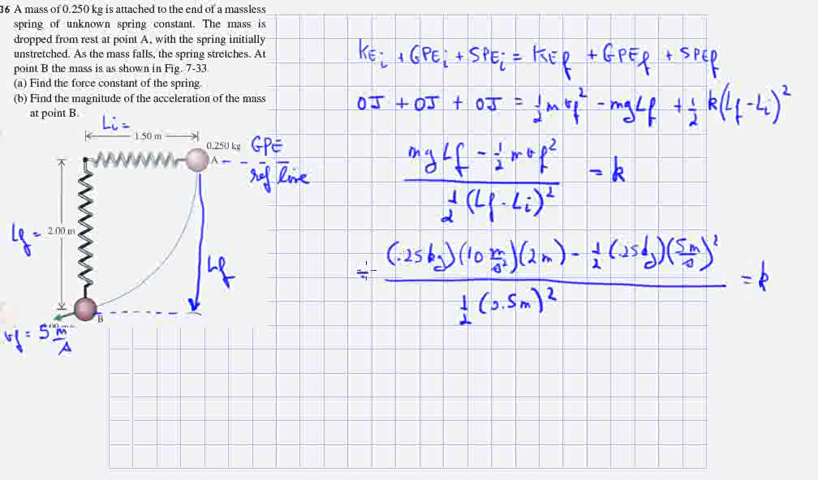 36 A mass of 0.250 kg is attached to the end of a massless
spring of unknown spring constant. The mass is
dropped from rest at point A, with the spring initially
unstretched. As the mass falls, the spring stretches. At
point B the mass is as shown in Fig. 7-33
(a) Find the force constant of the spring.
(b) Find the magnitude of the acceleration of the mass
at point B.
Li =
1.50 m
0.250 kg GPE
A
ref line
Lf = 2.00 m
Lf
B
vf = 5 m/s
KEi + GPEi + SPEi = KEf + GPEf + SPEf
0J + 0J + 0J = 1/2 m vf² - mgLf + 1/2 k(Lf - Li)²
(mgLf - 1/2 m vf²) / (1/2 (Lf - Li)²) = k
((.25kg)(10 m/s²)(2m) - 1/2 (.25kg)(5 m/s)²) / (1/2 (0.5m)²) = k